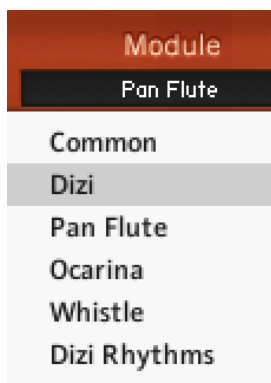 Module
Pan Flute
Common
Dizi
Pan Flute
Ocarina
Whistle
Dizi Rhythms